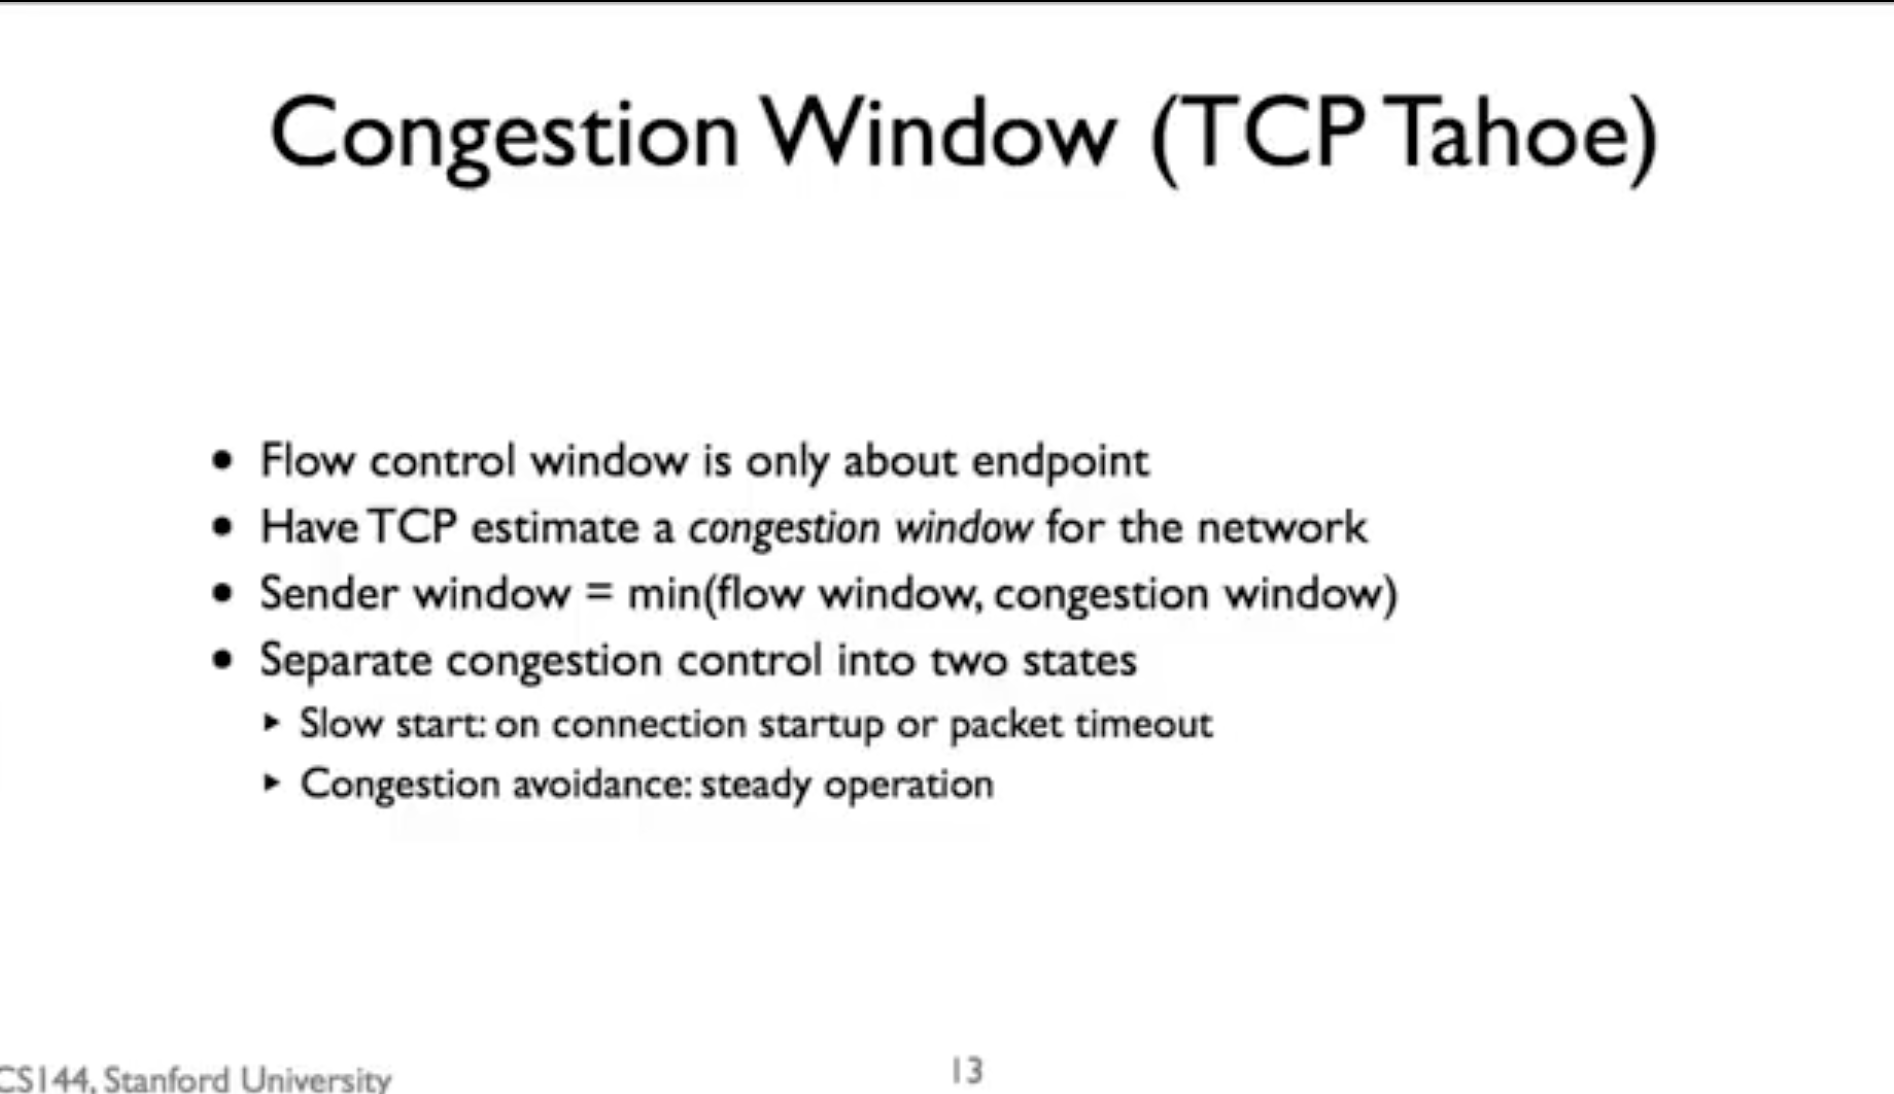 Congestion Window (TCP Tahoe)
• Flow control window is only about endpoint
• Have TCP estimate a congestion window for the network
• Sender window = min(flow window, congestion window)
• Separate congestion control into two states
▸ Slow start: on connection startup or packet timeout
▸ Congestion avoidance: steady operation
CS144, Stanford University
13